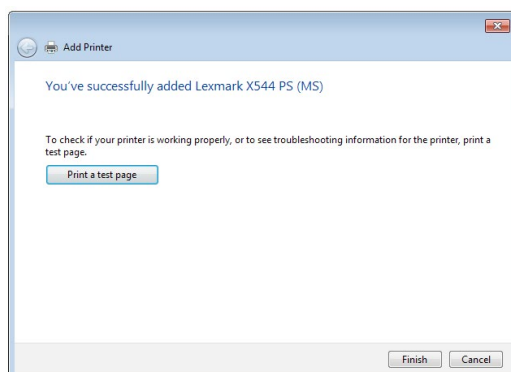 Add Printer
You've successfully added Lexmark X544 PS (MS)
To check if your printer is working properly, or to see troubleshooting information for the printer, print a
test page.
Print a test page
Finish Cancel